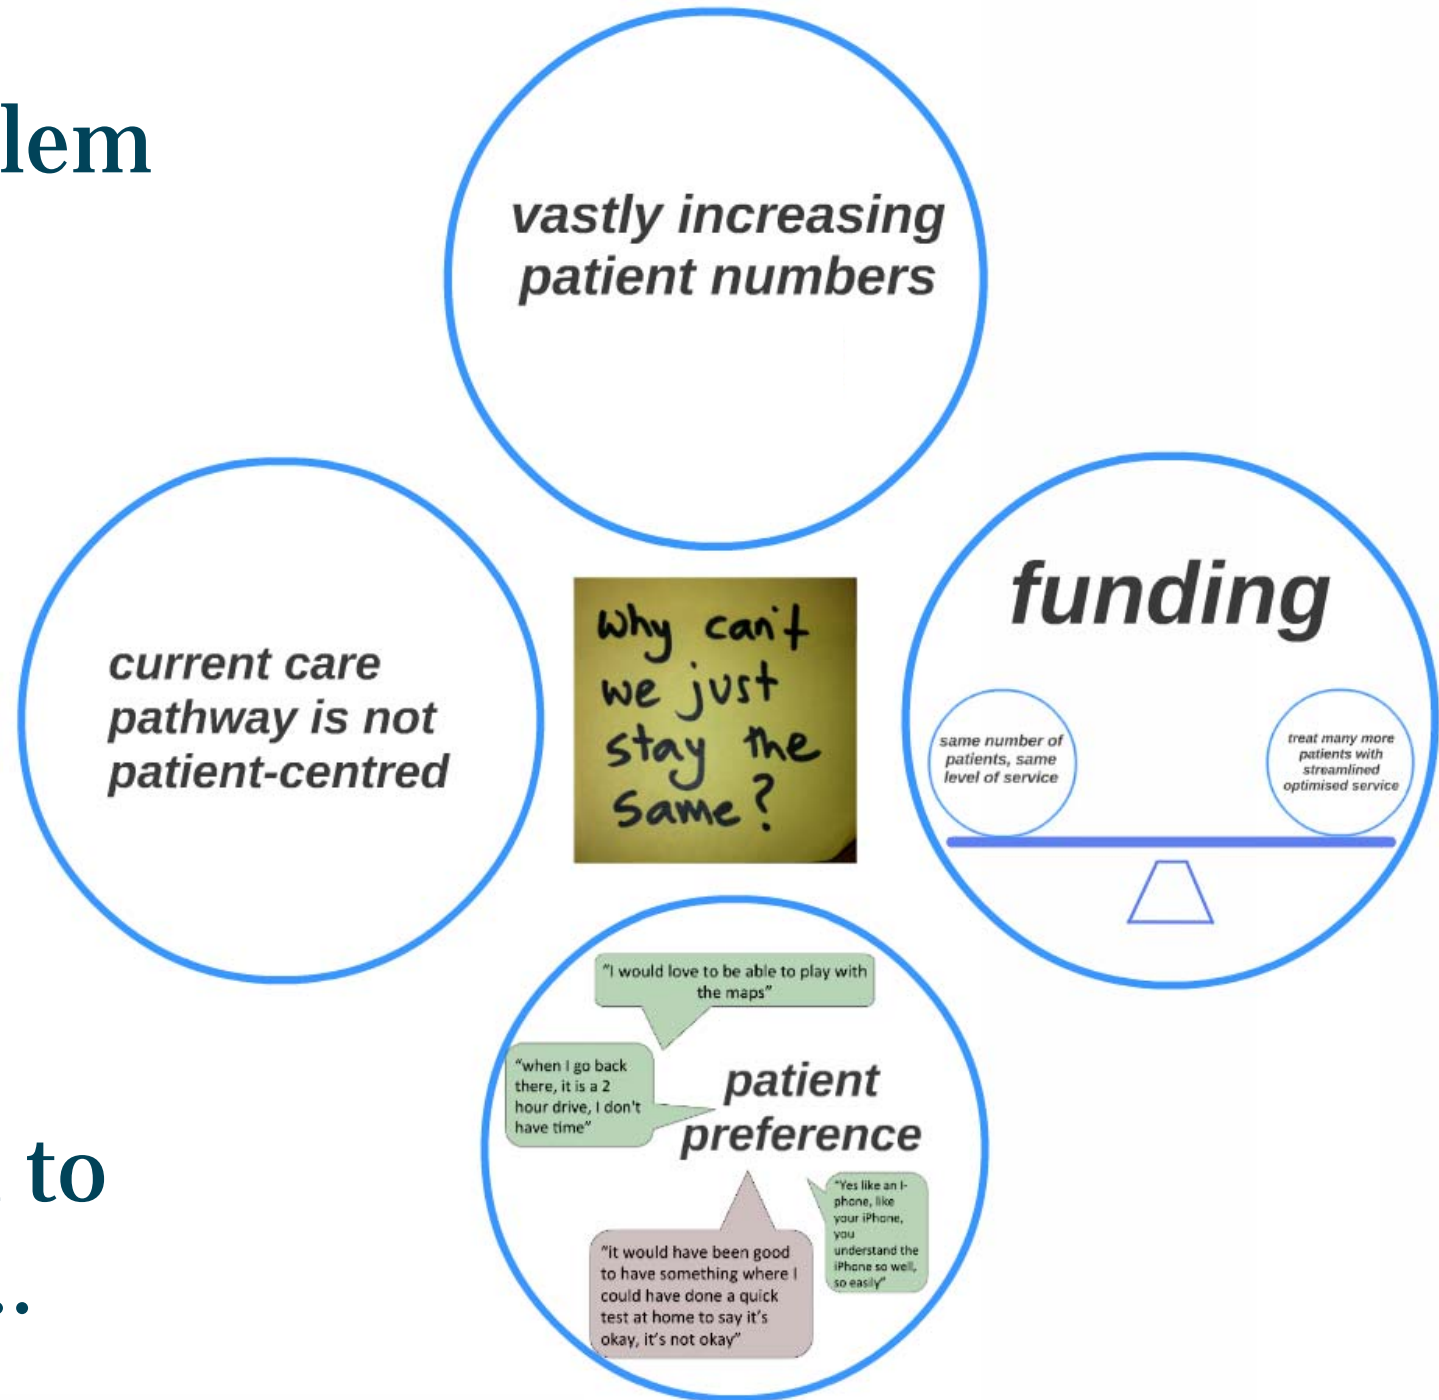 lem
vastly increasing
patient numbers
current care
pathway is not
patient-centred
why can't
we just
stay the
same?
funding
same number of
patients, same
level of service
treat many more
patients with
streamlined
optimised service
"I would love to be able to play with
the maps"
"when I go back
there, it is a 2
hour drive, I don't
have time"
patient
preference
"Yes like an I-
phone, like
your iPhone,
you
understand the
iPhone so well,
so easily"
"it would have been good
to have something where I
could have done a quick
test at home to say it's
okay, it's not okay"
to
..